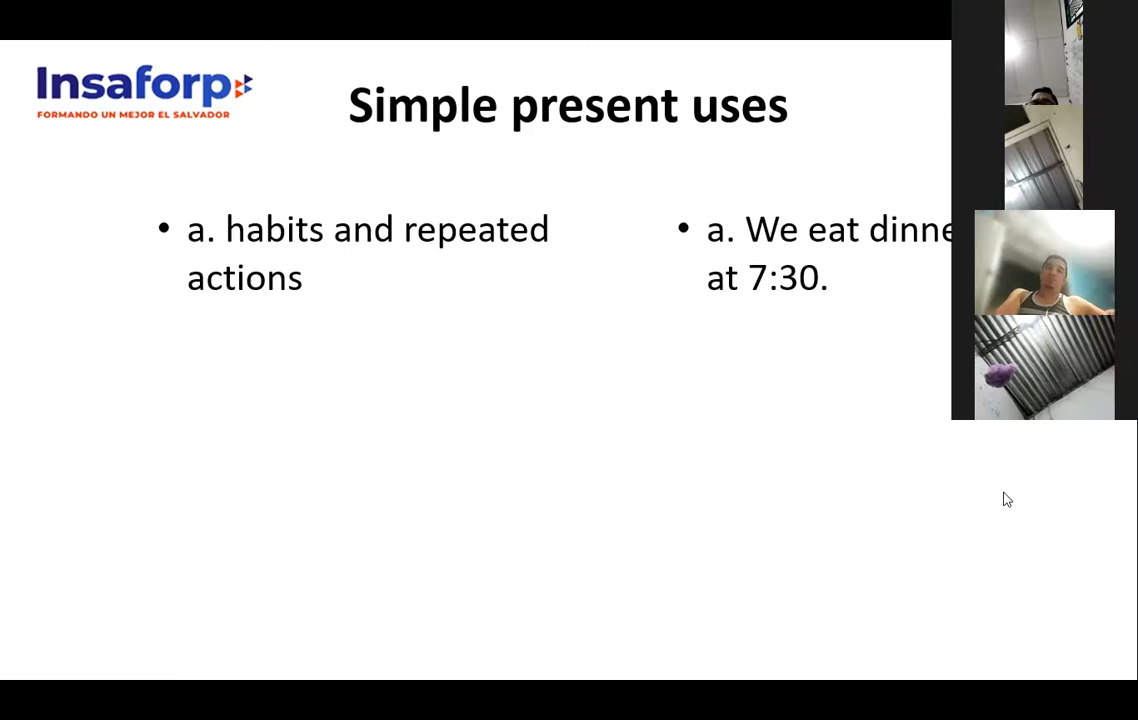 Insaforp
FORMANDO UN MEJOR EL SALVADOR
Simple present uses
• a. habits and repeated
actions
• a. We eat dinne
at 7:30.